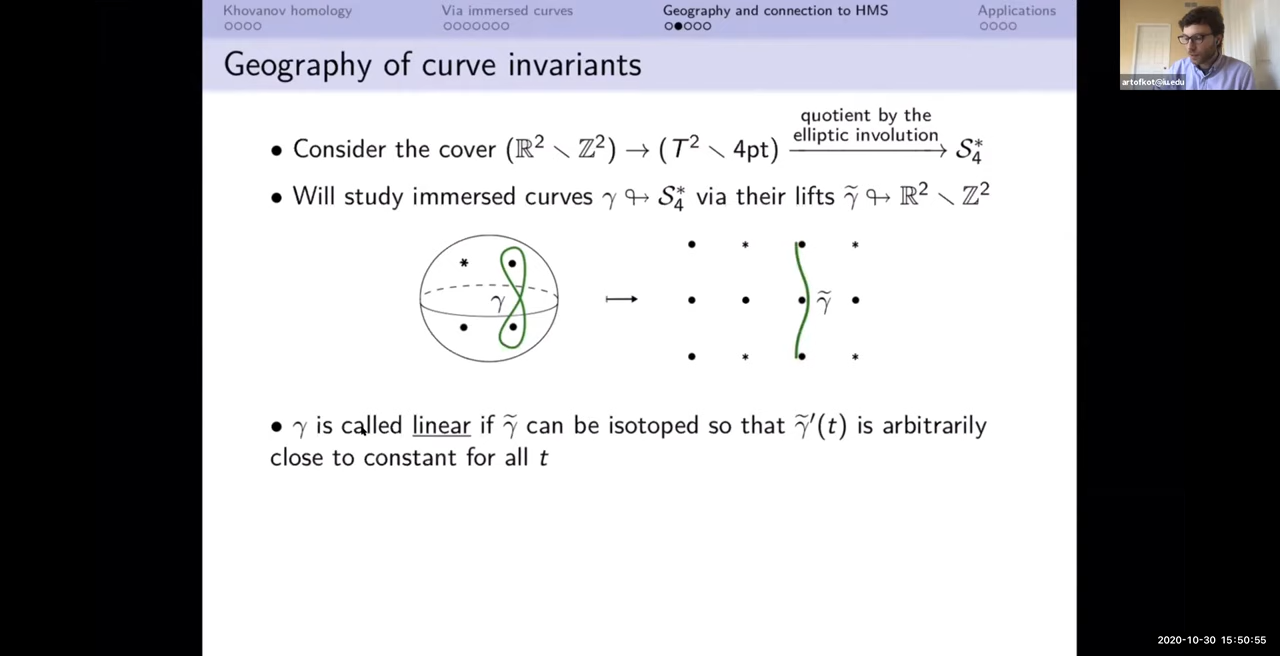 Khovanov homology Via immersed curves Geography and connection to HMS Applications
Geography of curve invariants
quotient by the
elliptic involution
• Consider the cover (ℝ² ∖ ℤ²) → (T² ∖ 4pt) ⟶ 𝒮₄*
• Will study immersed curves γ ↬ 𝒮₄* via their lifts γ̃ ↬ ℝ² ∖ ℤ²
γ ⟼ γ̃
• γ is called linear if γ̃ can be isotoped so that γ̃′(t) is arbitrarily
close to constant for all t
artofkot@iu.edu
2020-10-30 15:50:55